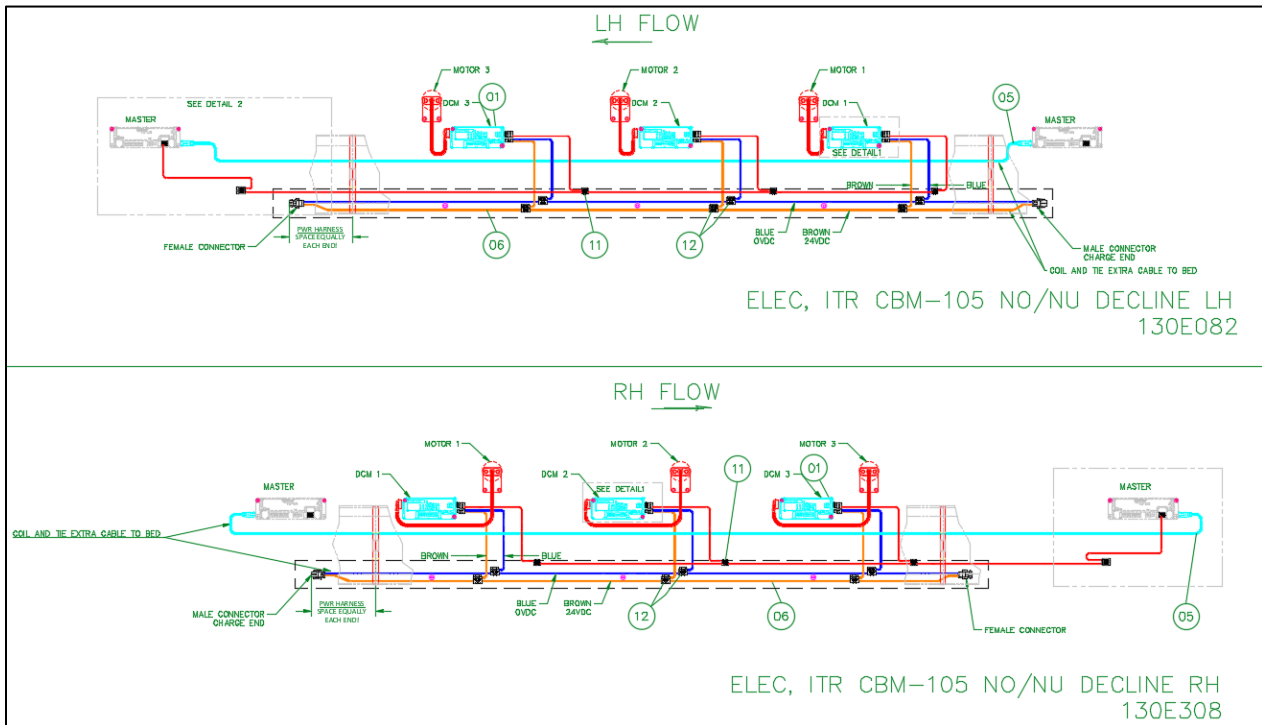 LH FLOW
MOTOR 3
MOTOR 2
MOTOR 1
SEE DETAIL 2
DCM 3
01
DCM 2
DCM 1
05
MASTER
MASTER
SEE DETAIL1
BROWN
BLUE
FEMALE CONNECTOR
PWR HARNESS
SPACE EQUALLY
EACH END!
06
11
12
BLUE
0VDC
BROWN
24VDC
MALE CONNECTOR
CHARGE END
COIL AND TIE EXTRA CABLE TO BED
ELEC, ITR CBM-105 NO/NU DECLINE LH
130E082
RH FLOW
MOTOR 1
MOTOR 2
MOTOR 3
DCM 1
DCM 2
11
DCM 3
01
MASTER
SEE DETAIL1
MASTER
COIL AND TIE EXTRA CABLE TO BED
BROWN
BLUE
MALE CONNECTOR
CHARGE END
PWR HARNESS
SPACE EQUALLY
EACH END!
BLUE
0VDC
BROWN
24VDC
12
06
FEMALE CONNECTOR
05
ELEC, ITR CBM-105 NO/NU DECLINE RH
130E308